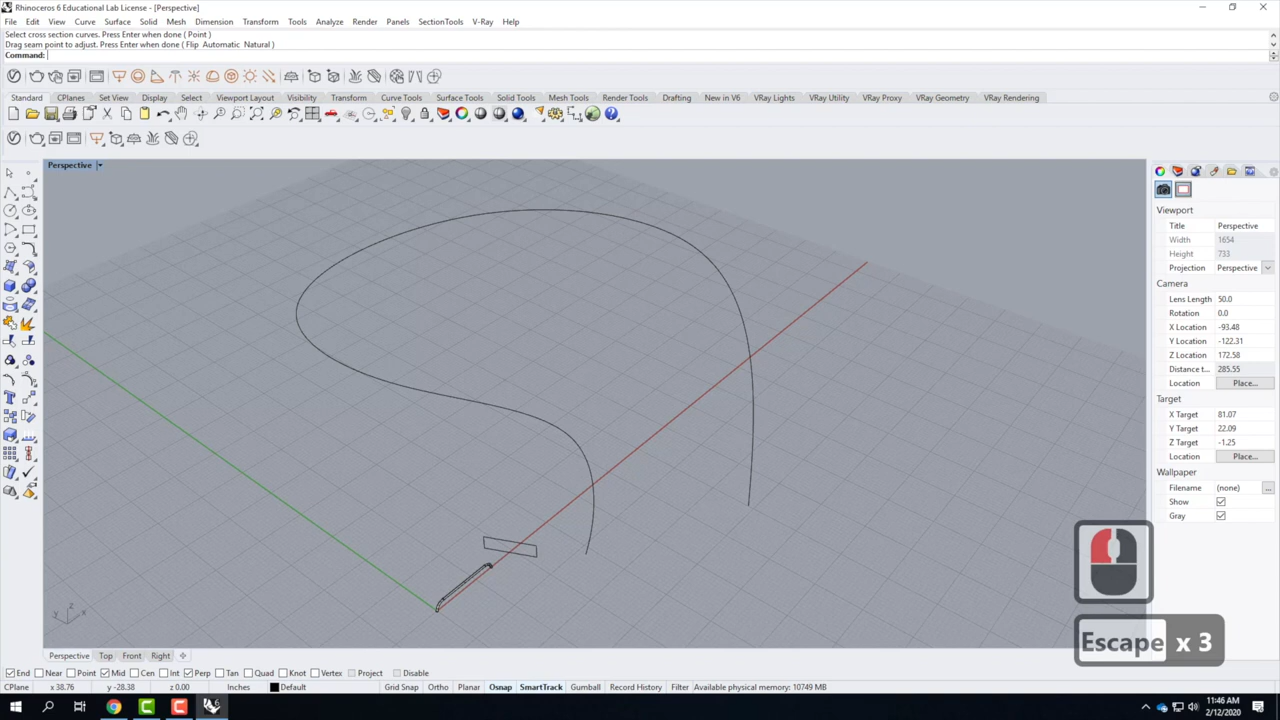 Rhinoceros 6 Educational Lab License - [Perspective]
File Edit View Curve Surface Solid Mesh Dimension Transform Tools Analyze Render Panels SectionTools V-Ray Help
Select cross section curves. Press Enter when done ( Point )
Drag seam point to adjust. Press Enter when done ( Flip Automatic Natural )
Command:
Standard CPlanes Set View Display Select Viewport Layout Visibility Transform Curve Tools Surface Tools Solid Tools Mesh Tools Render Tools Drafting New in V6 VRay Lights VRay Utility VRay Proxy VRay Geometry VRay Rendering
Perspective
Viewport
Title Perspective
Width 1654
Height 733
Projection Perspective
Camera
Lens Length 50.0
Rotation 0.0
X Location -93.48
Y Location -122.31
Z Location 172.58
Distance t... 285.55
Location Place...
Target
X Target 81.07
Y Target 22.09
Z Target -1.25
Location Place...
Wallpaper
Filename (none) ...
Show
Gray
z
y x
Escape x 3
Perspective Top Front Right
End Near Point Mid Cen Int Perp Tan Quad Knot Vertex Project Disable
CPlane x 38.76 y -28.38 z 0.00 Inches Default Grid Snap Ortho Planar Osnap SmartTrack Gumball Record History Filter Available physical memory: 10749 MB
11:46 AM
2/12/2020